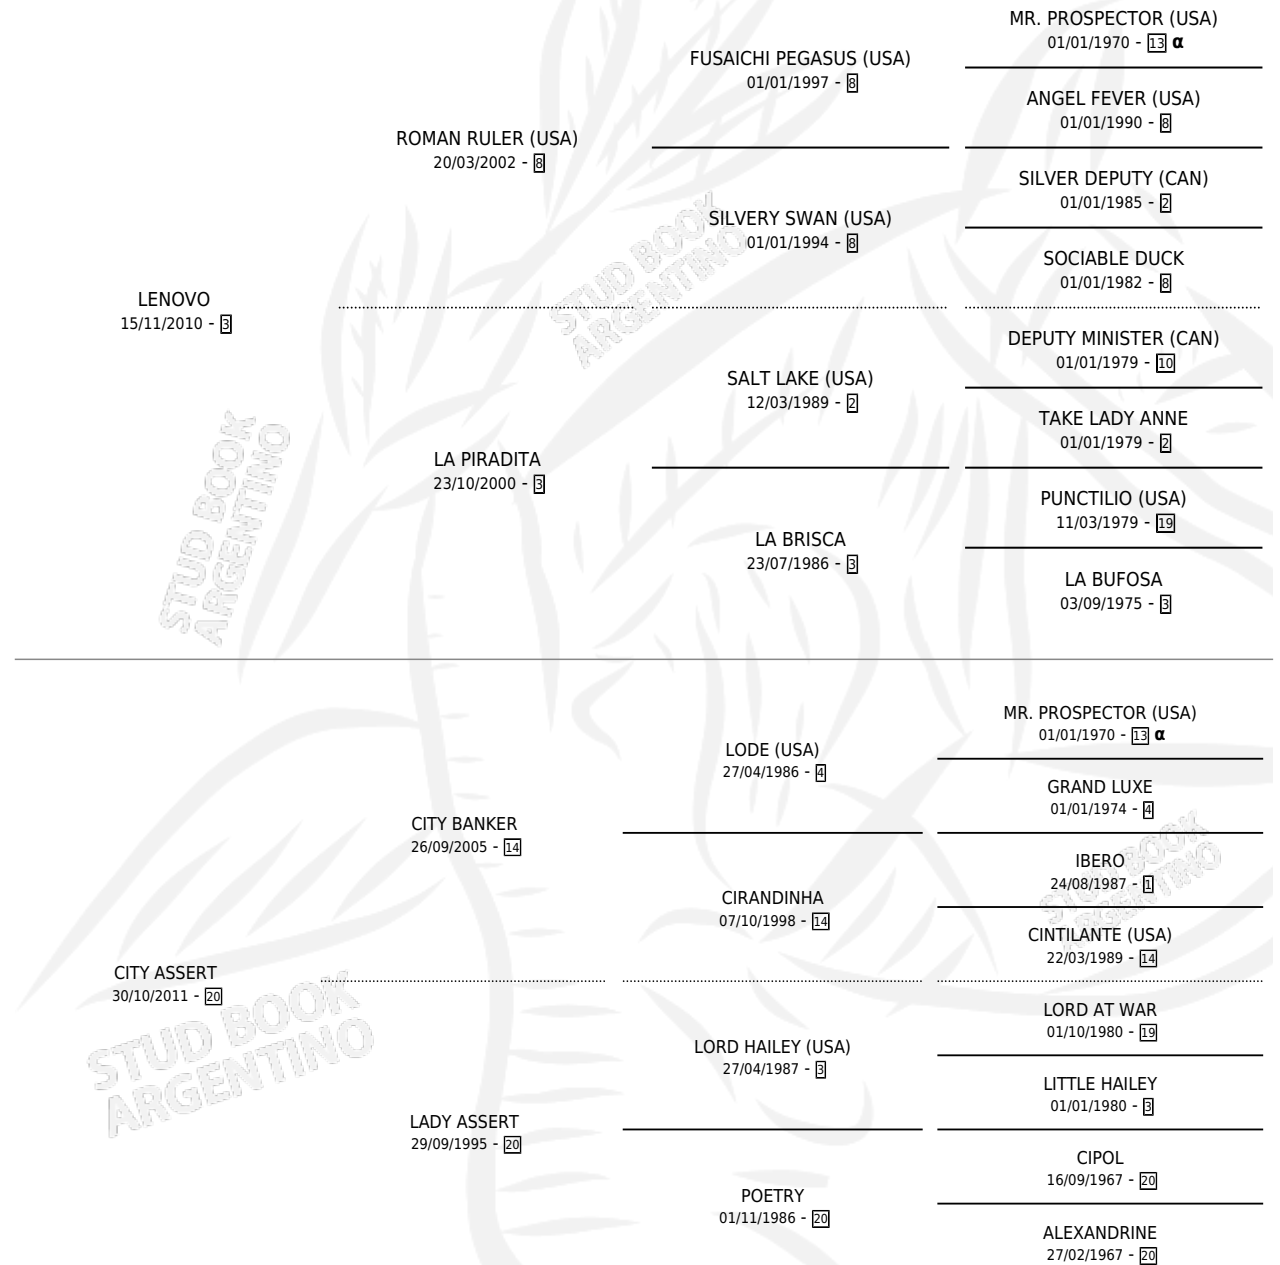 MR. PROSPECTOR (USA)
01/01/1970 - 13 α
FUSAICHI PEGASUS (USA)
01/01/1997 - 8
ANGEL FEVER (USA)
01/01/1990 - 8
ROMAN RULER (USA)
20/03/2002 - 8
SILVER DEPUTY (CAN)
01/01/1985 - 2
SILVERY SWAN (USA)
01/01/1994 - 8
SOCIABLE DUCK
01/01/1982 - 8
STUD BOOK
ARGENTINO
LENOVO
15/11/2010 - 3
DEPUTY MINISTER (CAN)
01/01/1979 - 10
SALT LAKE (USA)
12/03/1989 - 2
TAKE LADY ANNE
01/01/1979 - 2
LA PIRADITA
23/10/2000 - 3
PUNCTILIO (USA)
11/03/1979 - 19
LA BRISCA
23/07/1986 - 3
LA BUFOSA
03/09/1975 - 3
STUD BOOK
ARGENTINO
MR. PROSPECTOR (USA)
01/01/1970 - 13 α
LODE (USA)
27/04/1986 - 4
GRAND LUXE
01/01/1974 - 4
CITY BANKER
26/09/2005 - 14
IBERO
24/08/1987 - 1
CIRANDINHA
07/10/1998 - 14
CINTILANTE (USA)
22/03/1989 - 14
STUD BOOK
ARGENTINO
CITY ASSERT
30/10/2011 - 20
LORD AT WAR
01/10/1980 - 19
LORD HAILEY (USA)
27/04/1987 - 3
LITTLE HAILEY
01/01/1980 - 3
LADY ASSERT
29/09/1995 - 20
CIPOL
16/09/1967 - 20
POETRY
01/11/1986 - 20
ALEXANDRINE
27/02/1967 - 20
STUD BOOK
ARGENTINO